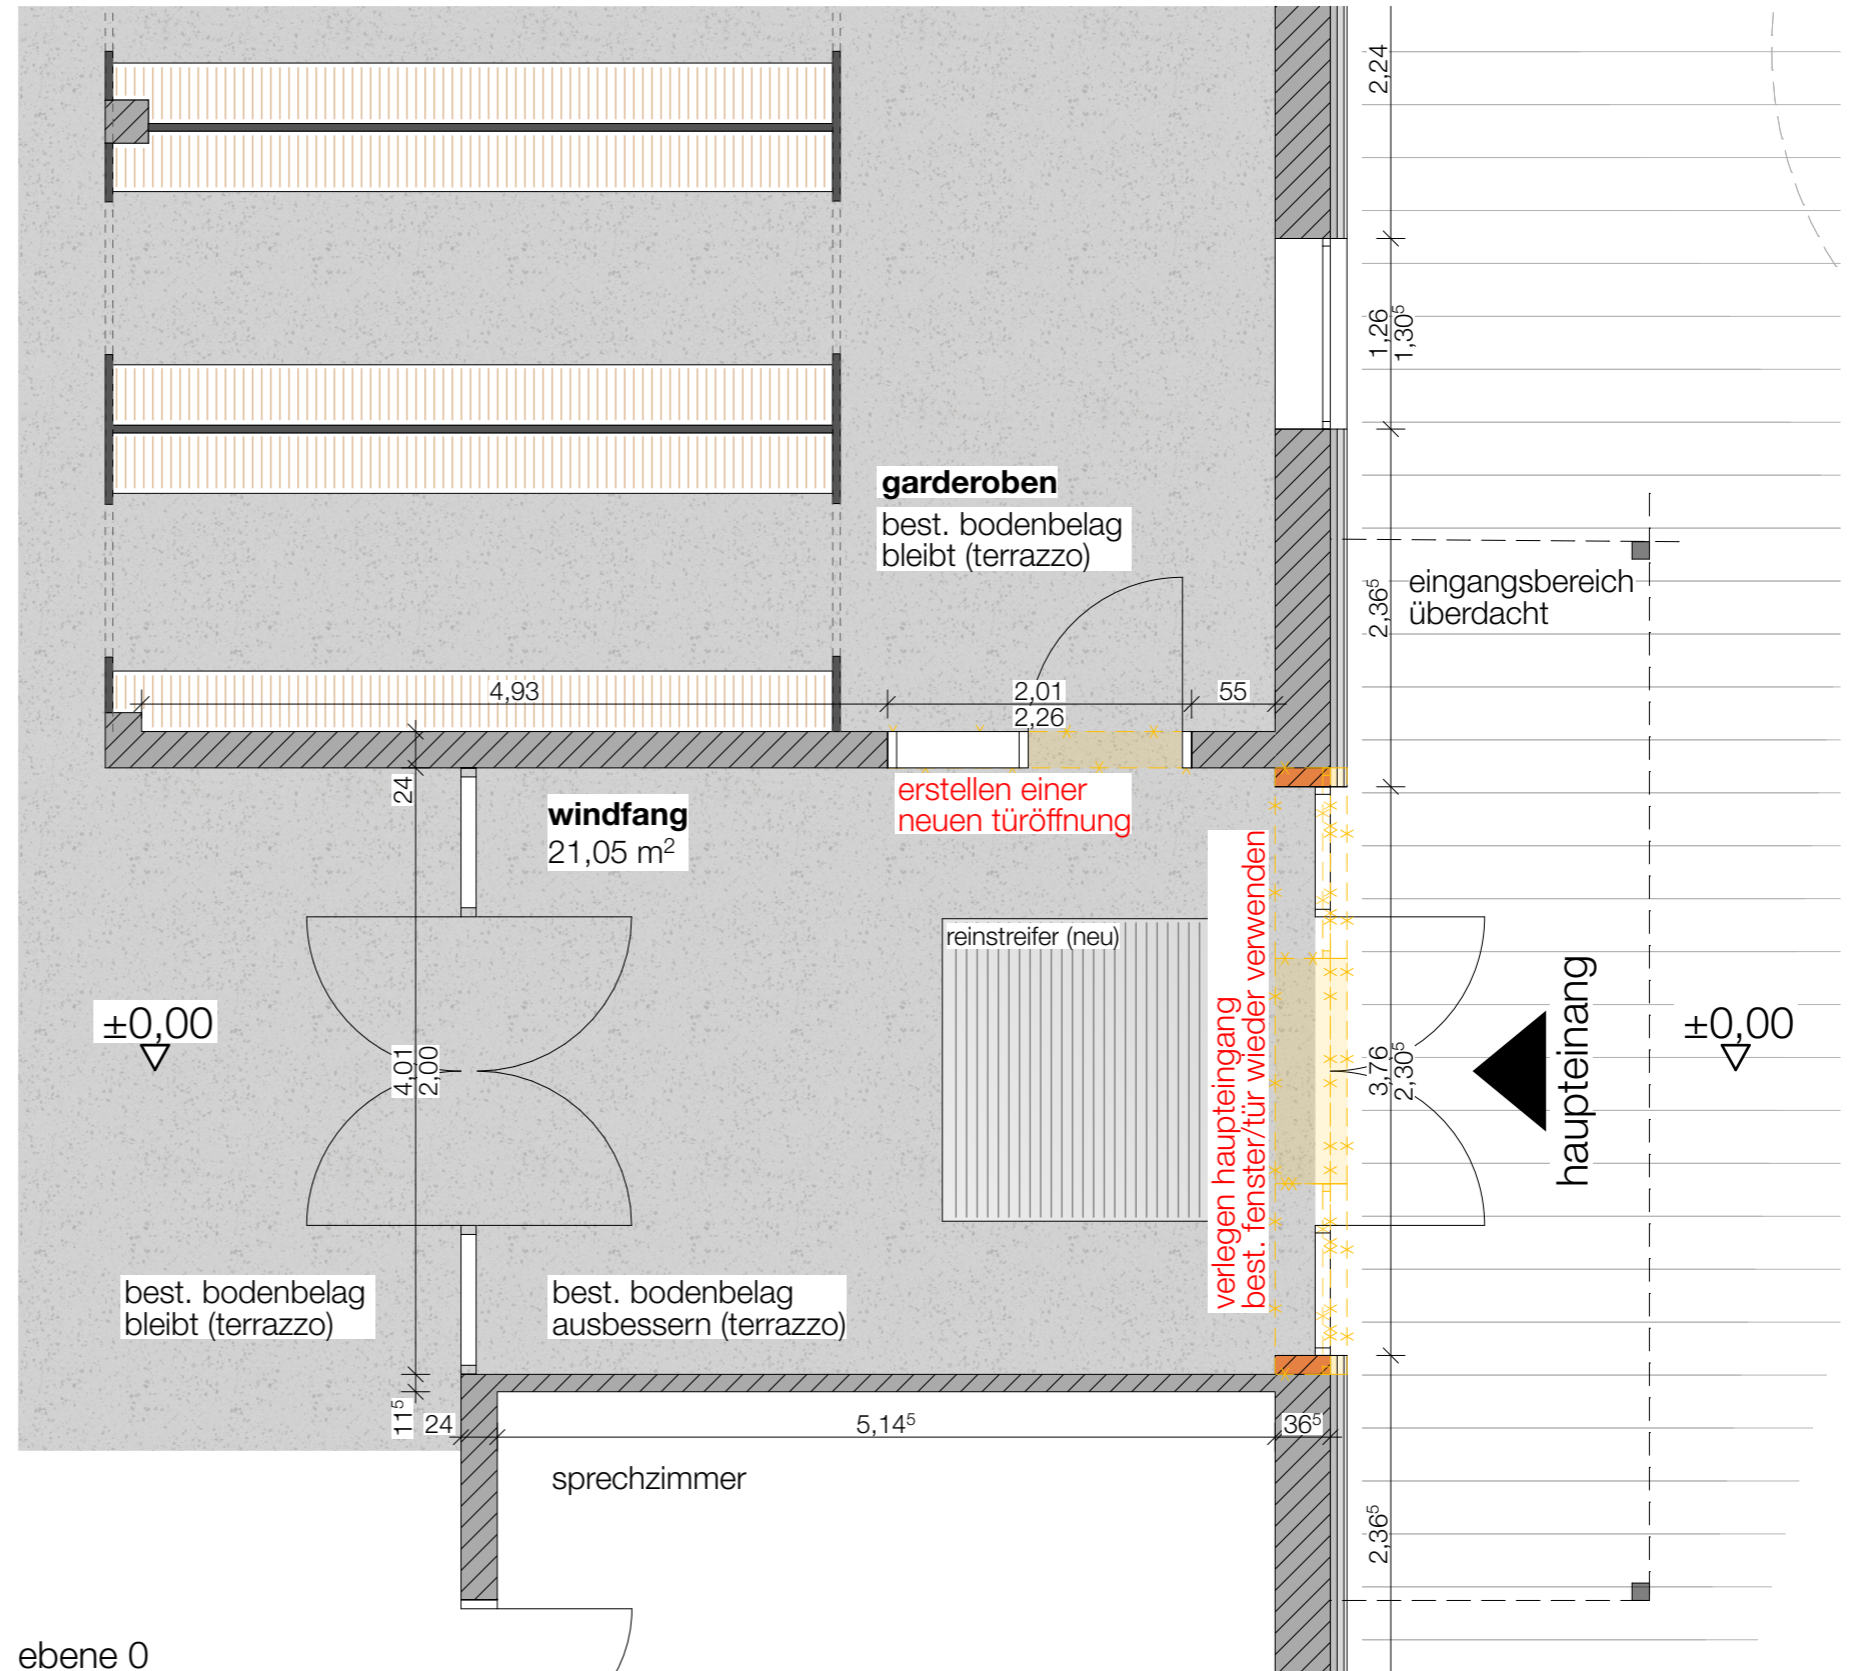 2,24
1,26
1,30⁵
garderoben
best. bodenbelag
bleibt (terrazzo)
eingangsbereich
überdacht
2,36⁵
4,93
2,01
2,26
55
24
windfang
21,05 m²
erstellen einer
neuen türöffnung
reinstreifer (neu)
verlegen haupteingang
best. fenster/tür wieder verwenden
±0,00
4,01
2,00
3,76
2,30⁵
haupteinang
±0,00
best. bodenbelag
bleibt (terrazzo)
best. bodenbelag
ausbessern (terrazzo)
11⁵
24
5,14⁵
36⁵
sprechzimmer
2,36⁵
ebene 0